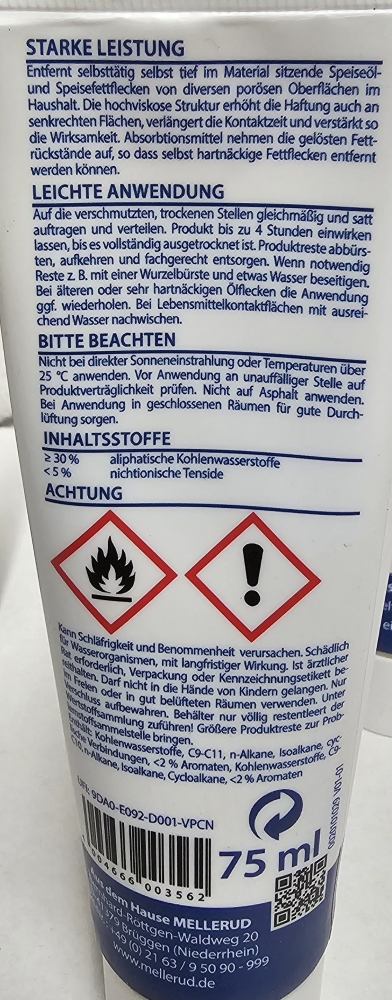 STARKE LEISTUNG
Entfernt selbsttätig selbst tief im Material sitzende Speiseöl-
und Speisefettflecken von diversen porösen Oberflächen im
Haushalt. Die hochviskose Struktur erhöht die Haftung auch an
senkrechten Flächen, verlängert die Kontaktzeit und verstärkt so
die Wirksamkeit. Absorbtionsmittel nehmen die gelösten Fett-
rückstände auf, so dass selbst hartnäckige Fettflecken entfernt
werden können.
LEICHTE ANWENDUNG
Auf die verschmutzten, trockenen Stellen gleichmäßig und satt
auftragen und verteilen. Produkt bis zu 4 Stunden einwirken
lassen, bis es vollständig ausgetrocknet ist. Produktreste abbürs-
ten, aufkehren und fachgerecht entsorgen. Wenn notwendig
Reste z. B. mit einer Wurzelbürste und etwas Wasser beseitigen.
Bei älteren oder sehr hartnäckigen Ölflecken die Anwendung
ggf. wiederholen. Bei Lebensmittelkontaktflächen mit ausrei-
chend Wasser nachwischen.
BITTE BEACHTEN
Nicht bei direkter Sonneneinstrahlung oder Temperaturen über
25 °C anwenden. Vor Anwendung an unauffälliger Stelle auf
Produktverträglichkeit prüfen. Nicht auf Asphalt anwenden.
Bei Anwendung in geschlossenen Räumen für gute Durch-
lüftung sorgen.
INHALTSSTOFFE
≥ 30 % aliphatische Kohlenwasserstoffe
< 5 % nichtionische Tenside
ACHTUNG
Kann Schläfrigkeit und Benommenheit verursachen. Schädlich
für Wasserorganismen, mit langfristiger Wirkung. Ist ärztlicher
Rat erforderlich, Verpackung oder Kennzeichnungsetikett be-
reithalten. Darf nicht in die Hände von Kindern gelangen. Nur
im Freien oder in gut belüfteten Räumen verwenden. Unter
Verschluss aufbewahren. Behälter nur völlig restentleert der
Wertstoffsammlung zuführen! Größere Produktreste zur Prob-
lemstoffsammelstelle bringen.
Kohlenwasserstoffe, C9-C11, n-Alkane, Isoalkane, cyc-
lische Verbindungen, <2 % Aromaten, Kohlenwasserstoffe, C9-
C10, n-Alkane, Isoalkane, Cycloalkane, <2 % Aromaten
UFI: 9DA0-E092-D001-VPCN
004666 003562
75 ml
Aus dem Hause MELLERUD
Röttgen-Waldweg 20
Brüggen (Niederrhein)
+49 (0) 21 63 / 9 50 90 - 999
www.mellerud.de